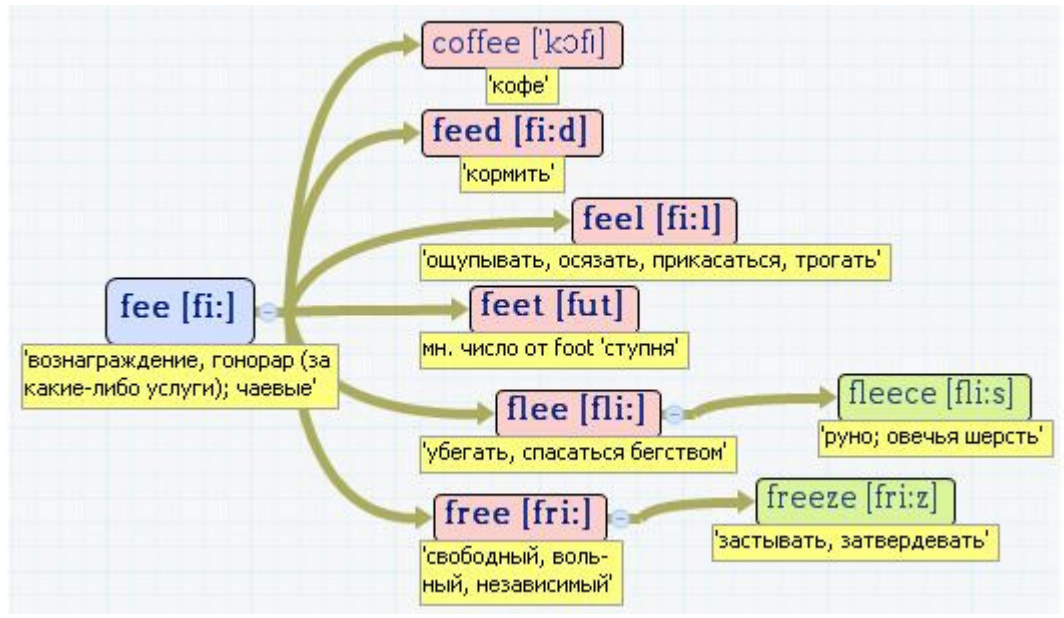 coffee ['kɔfı]
'кофе'
feed [fi:d]
'кормить'
feel [fi:l]
'ощупывать, осязать, прикасаться, трогать'
fee [fi:]
'вознаграждение, гонорар (за
какие-либо услуги); чаевые'
feet [fut]
мн. число от foot 'ступня'
flee [fli:]
'убегать, спасаться бегством'
fleece [fli:s]
'руно; овечья шерсть'
free [fri:]
'свободный, воль-
ный, независимый'
freeze [fri:z]
'застывать, затвердевать'